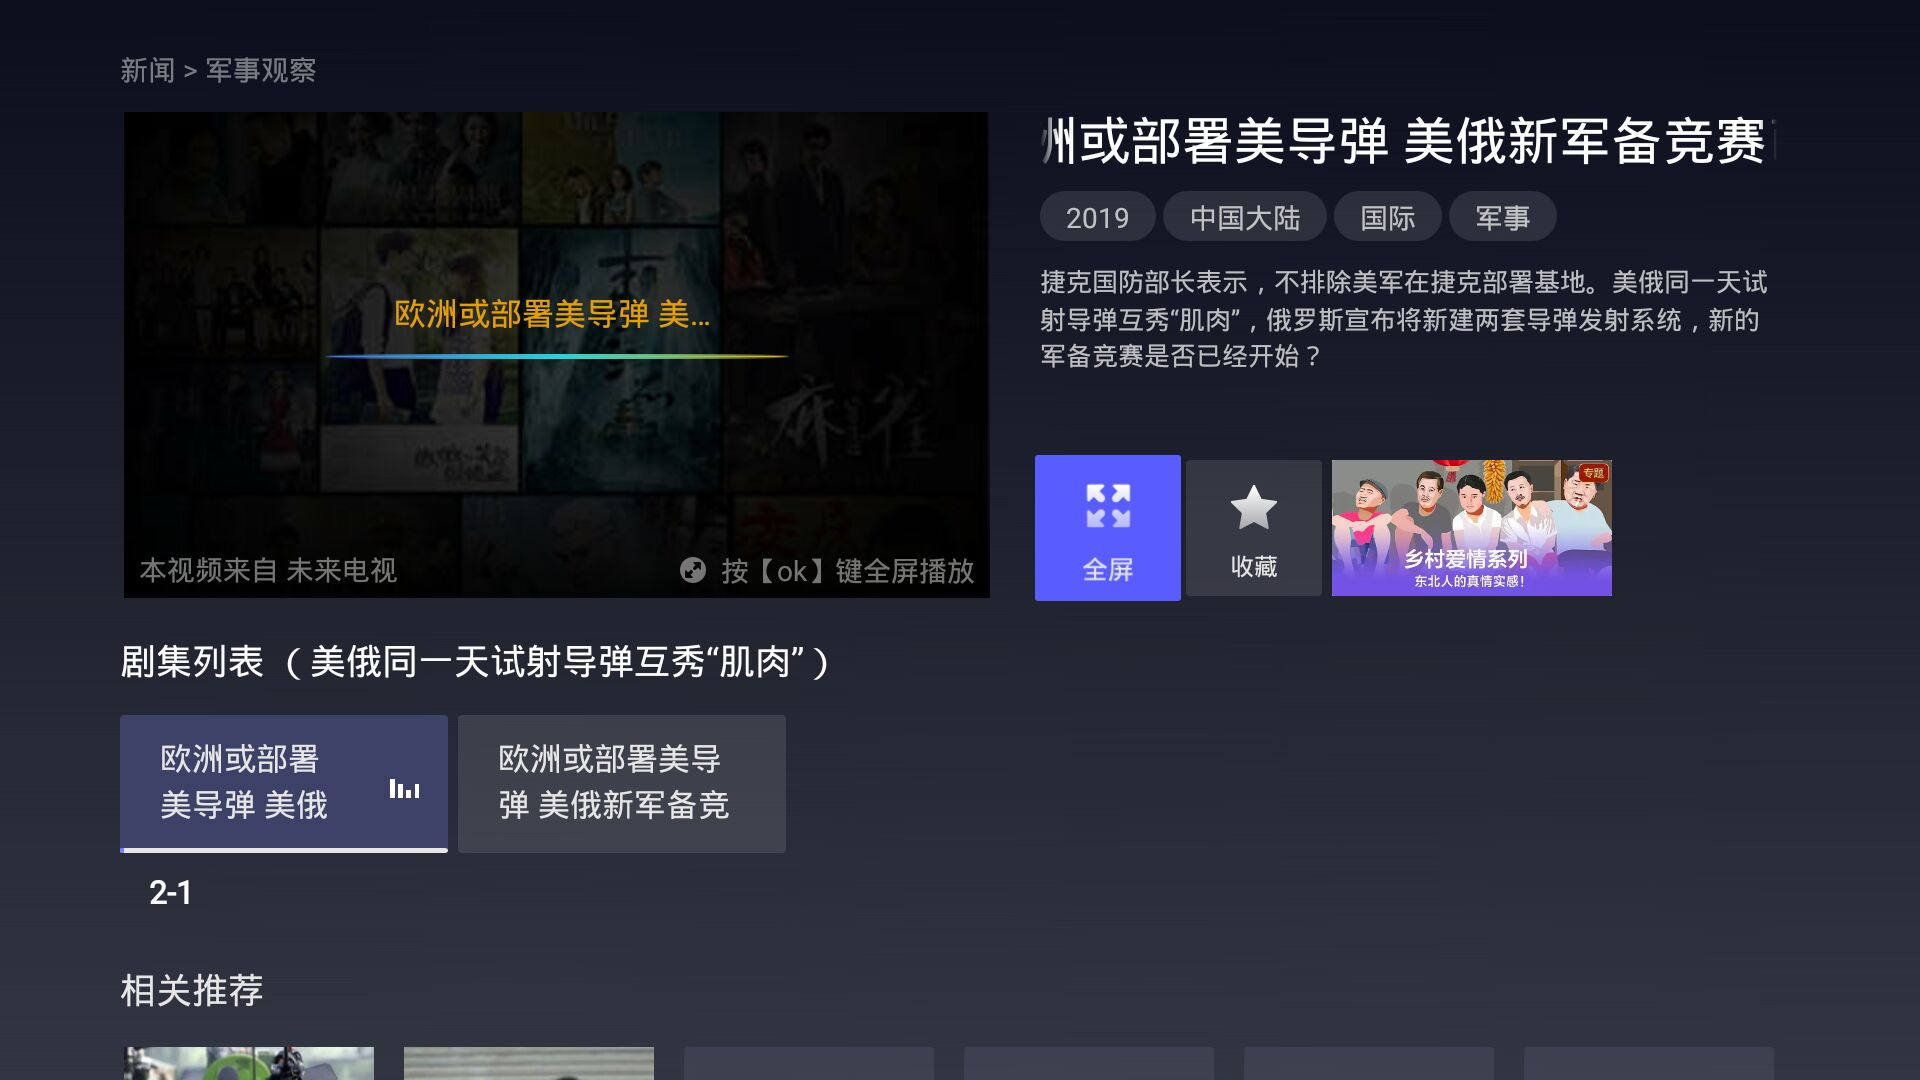 新闻 > 军事观察
州或部署美导弹 美俄新军备竞赛
2019 中国大陆 国际 军事
捷克国防部长表示，不排除美军在捷克部署基地。美俄同一天试
射导弹互秀“肌肉”，俄罗斯宣布将新建两套导弹发射系统，新的
军备竞赛是否已经开始？
欧洲或部署美导弹 美...
麻雀
本视频来自 未来电视
按【ok】键全屏播放
全屏
收藏
专题
乡村爱情系列
东北人的真情实感!
剧集列表 （美俄同一天试射导弹互秀“肌肉”）
欧洲或部署
美导弹 美俄
欧洲或部署美导
弹 美俄新军备竞
2-1
相关推荐